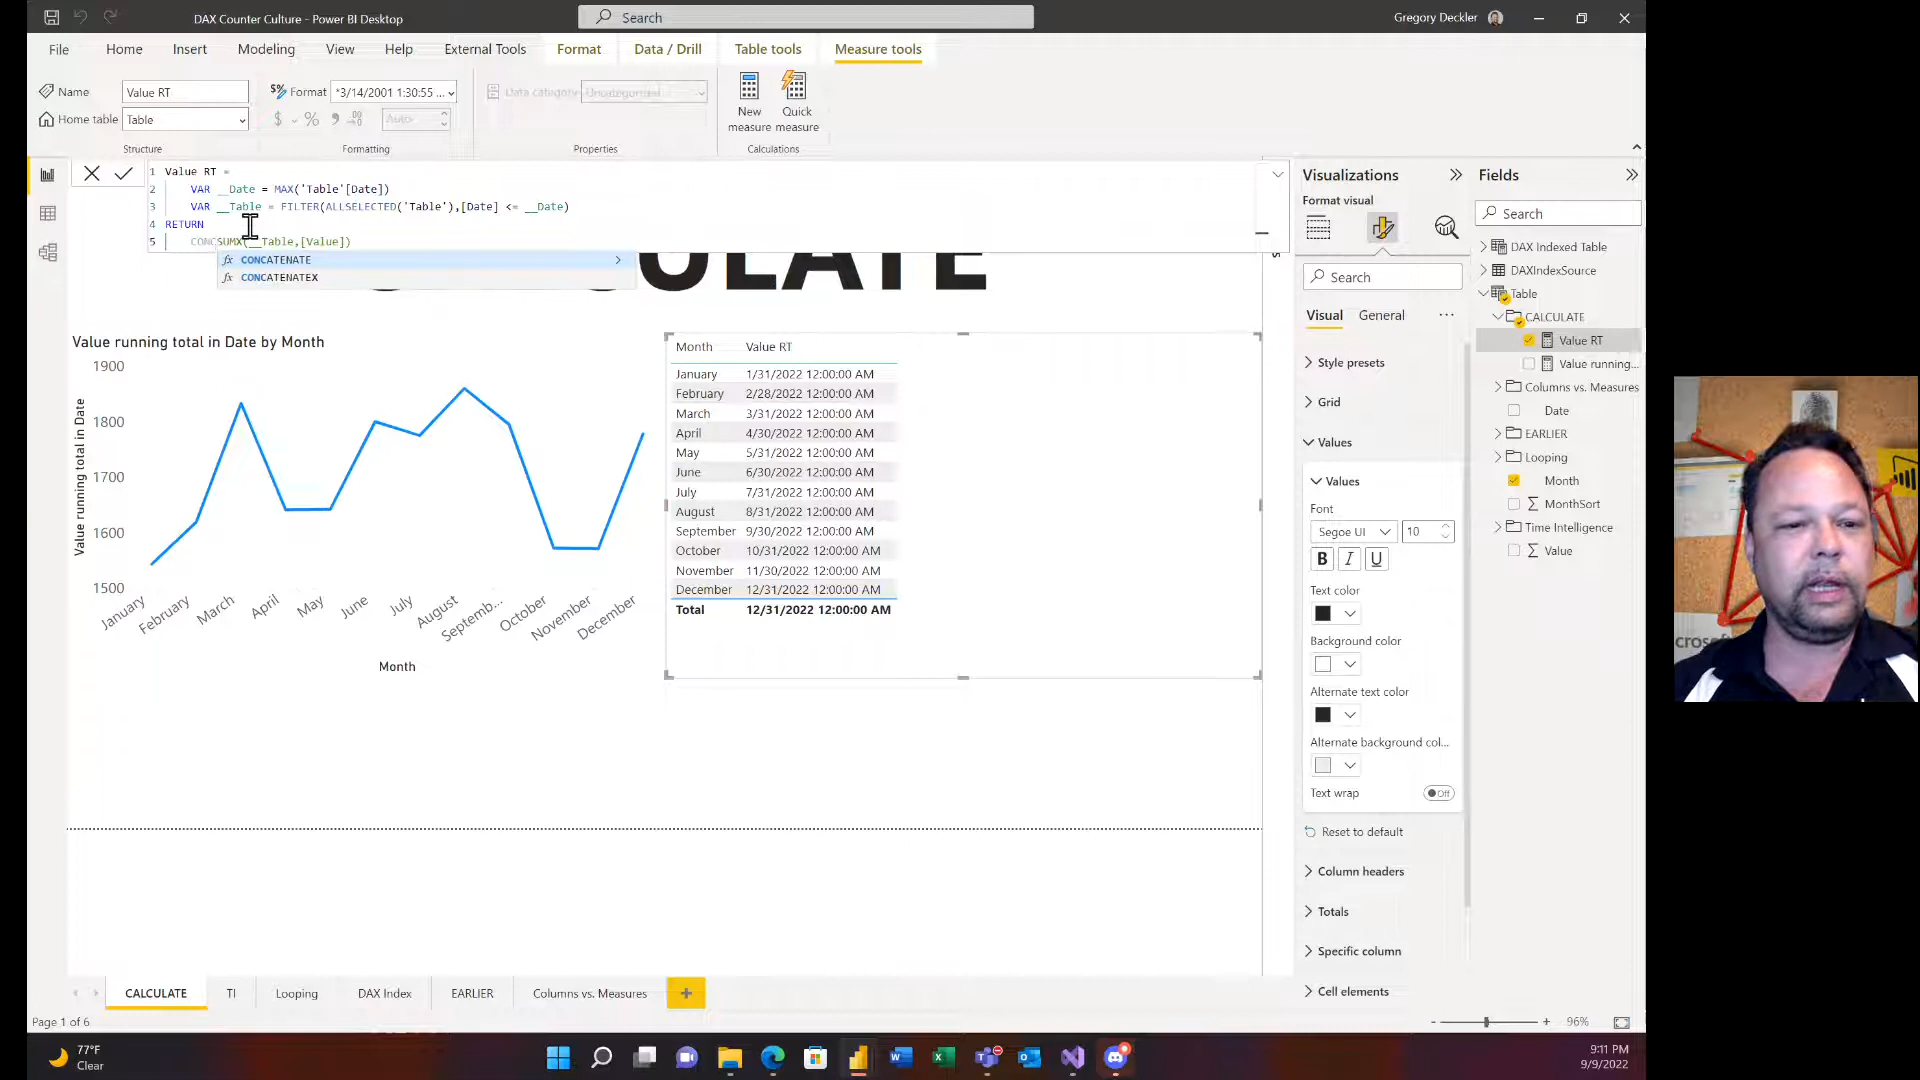 DAX Counter Culture - Power BI Desktop
Search
Gregory Deckler
File
Home
Insert
Modeling
View
Help
External Tools
Format
Data / Drill
Table tools
Measure tools
Name
Value RT
$% Format
*3/14/2001 1:30:55 ...
Data category
Uncategorized
New
measure
Quick
measure
Home table
Table
$
%
Auto
Structure
Formatting
Properties
Calculations
1 Value RT =
2 VAR __Date = MAX('Table'[Date])
3 VAR __Table = FILTER(ALLSELECTED('Table'),[Date] <= __Date)
4 RETURN
5 CONCSUMX(__Table,[Value])
fx CONCATENATE
fx CONCATENATEX
CULATE
Value running total in Date by Month
1900
1800
1700
1600
1500
Value running total in Date
January
February
March
April
May
June
July
August
Septemb...
October
November
December
Month
Month Value RT
January 1/31/2022 12:00:00 AM
February 2/28/2022 12:00:00 AM
March 3/31/2022 12:00:00 AM
April 4/30/2022 12:00:00 AM
May 5/31/2022 12:00:00 AM
June 6/30/2022 12:00:00 AM
July 7/31/2022 12:00:00 AM
August 8/31/2022 12:00:00 AM
September 9/30/2022 12:00:00 AM
October 10/31/2022 12:00:00 AM
November 11/30/2022 12:00:00 AM
December 12/31/2022 12:00:00 AM
Total 12/31/2022 12:00:00 AM
Visualizations
Format visual
Search
Visual
General
...
Style presets
Grid
Values
Values
Font
Segoe UI
10
B
I
U
Text color
Background color
Alternate text color
Alternate background col...
Text wrap
Off
Reset to default
Column headers
Totals
Specific column
Cell elements
Fields
Search
DAX Indexed Table
DAXIndexSource
Table
CALCULATE
Value RT
Value running...
Columns vs. Measures
Date
EARLIER
Looping
Month
MonthSort
Time Intelligence
Value
crosoft
CALCULATE
TI
Looping
DAX Index
EARLIER
Columns vs. Measures
+
Page 1 of 6
- + 96%
77°F
Clear
9:11 PM
9/9/2022